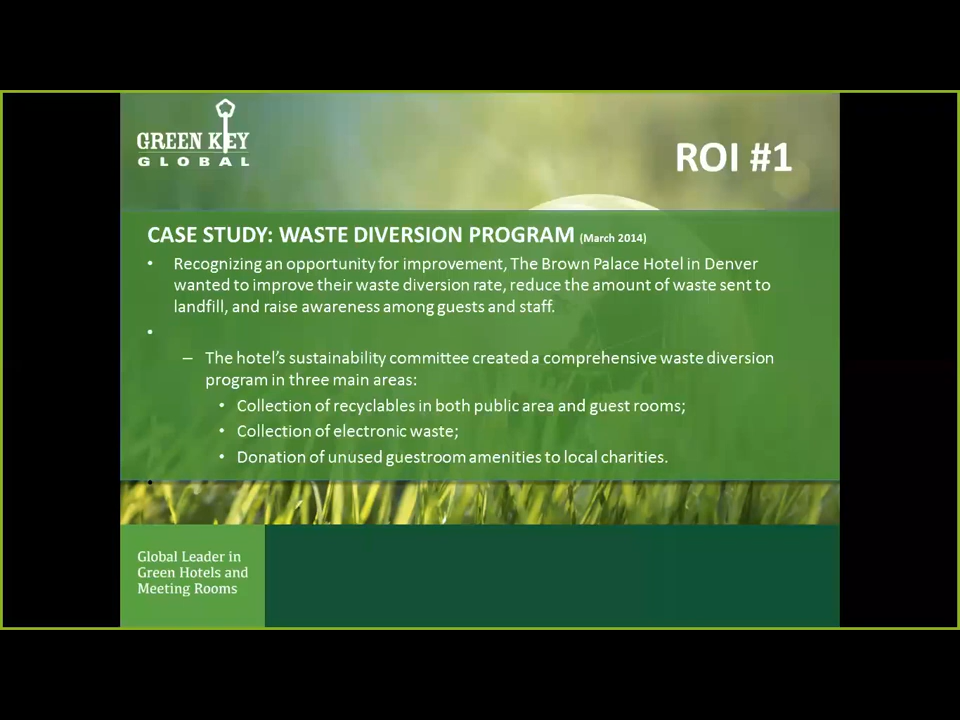 GREEN KEY
GLOBAL
ROI #1
CASE STUDY: WASTE DIVERSION PROGRAM (March 2014)
• Recognizing an opportunity for improvement, The Brown Palace Hotel in Denver
wanted to improve their waste diversion rate, reduce the amount of waste sent to
landfill, and raise awareness among guests and staff.
•
– The hotel's sustainability committee created a comprehensive waste diversion
program in three main areas:
• Collection of recyclables in both public area and guest rooms;
• Collection of electronic waste;
• Donation of unused guestroom amenities to local charities.
•
Global Leader in
Green Hotels and
Meeting Rooms